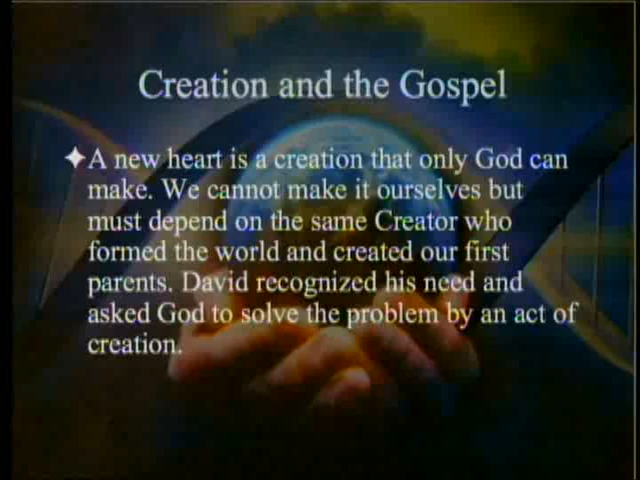 Creation and the Gospel
✦A new heart is a creation that only God can
make. We cannot make it ourselves but
must depend on the same Creator who
formed the world and created our first
parents. David recognized his need and
asked God to solve the problem by an act of
creation.